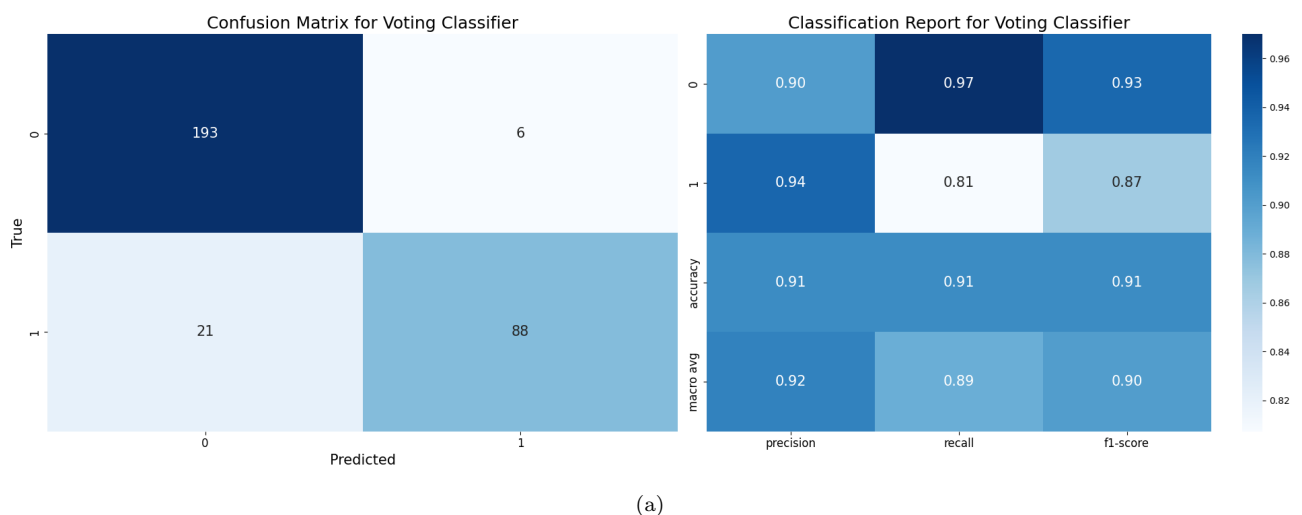 Confusion Matrix for Voting Classifier
193 6
21 88
0
1
True
0 1
Predicted
Classification Report for Voting Classifier
0.90 0.97 0.93
0.94 0.81 0.87
0.91 0.91 0.91
0.92 0.89 0.90
0
1
accuracy
macro avg
precision recall f1-score
0.96
0.94
0.92
0.90
0.88
0.86
0.84
0.82
(a)